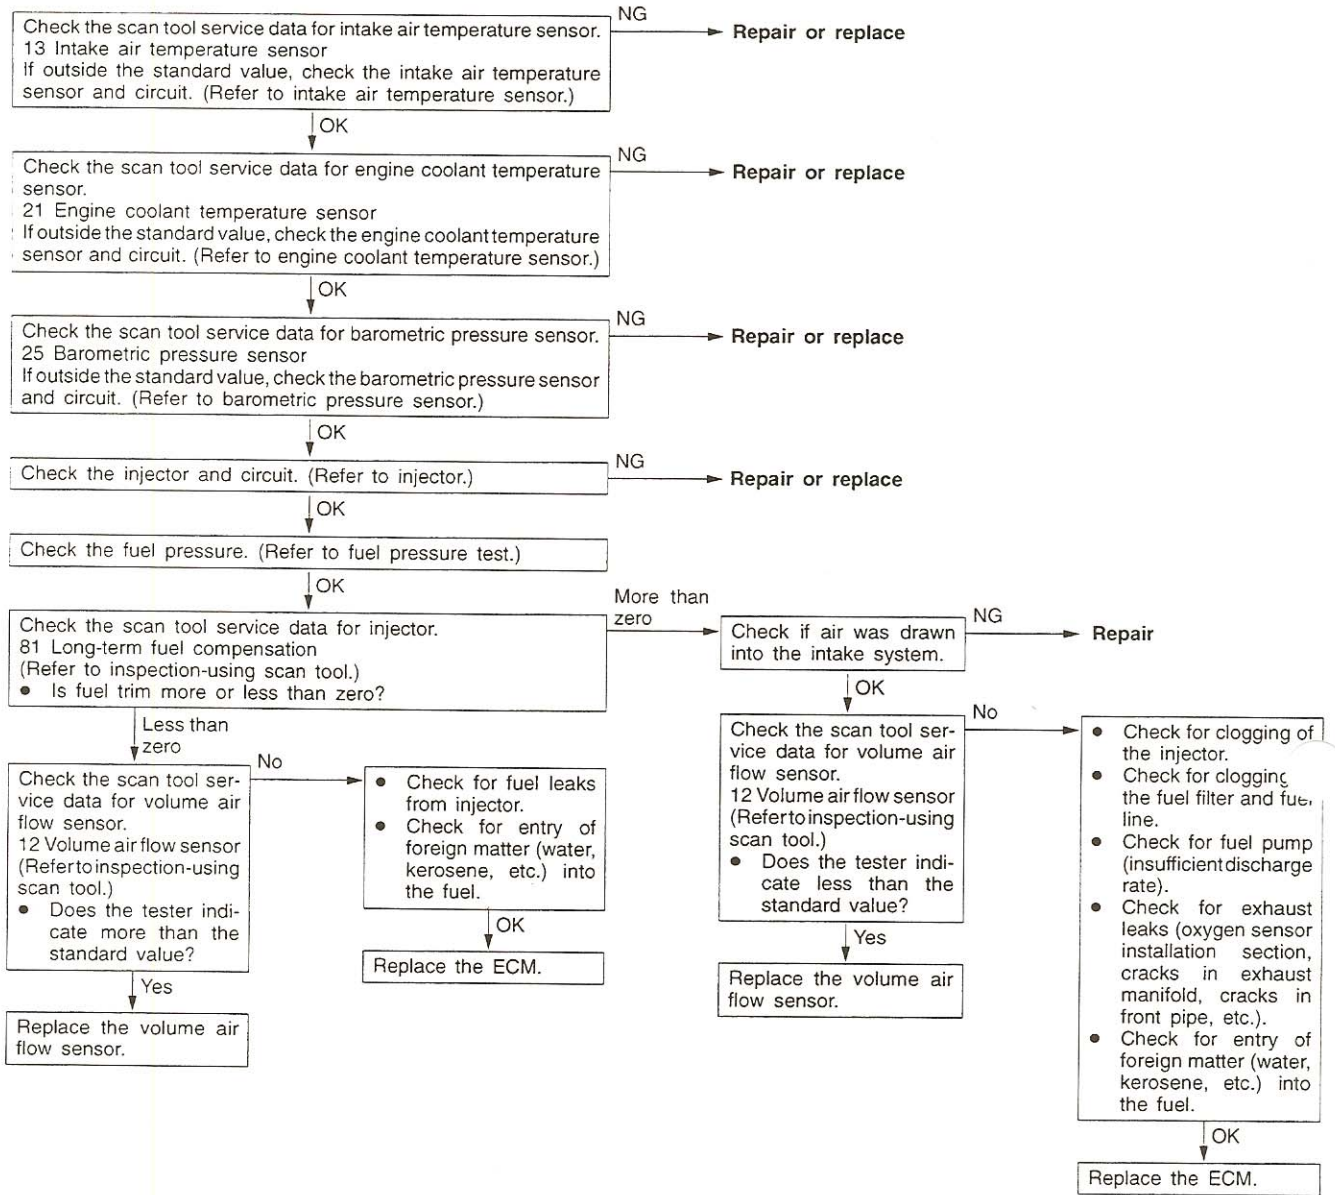 Check the scan tool service data for intake air temperature sensor.
13 Intake air temperature sensor
If outside the standard value, check the intake air temperature
sensor and circuit. (Refer to intake air temperature sensor.)
NG
Repair or replace
OK
Check the scan tool service data for engine coolant temperature
sensor.
21 Engine coolant temperature sensor
If outside the standard value, check the engine coolant temperature
sensor and circuit. (Refer to engine coolant temperature sensor.)
NG
Repair or replace
OK
Check the scan tool service data for barometric pressure sensor.
25 Barometric pressure sensor
If outside the standard value, check the barometric pressure sensor
and circuit. (Refer to barometric pressure sensor.)
NG
Repair or replace
OK
Check the injector and circuit. (Refer to injector.)
NG
Repair or replace
OK
Check the fuel pressure. (Refer to fuel pressure test.)
OK
Check the scan tool service data for injector.
81 Long-term fuel compensation
(Refer to inspection-using scan tool.)
• Is fuel trim more or less than zero?
More than
zero
Check if air was drawn
into the intake system.
NG
Repair
OK
Check the scan tool ser-
vice data for volume air
flow sensor.
12 Volume air flow sensor
(Refer to inspection-using
scan tool.)
• Does the tester indi-
cate less than the
standard value?
No
• Check for clogging of
the injector.
• Check for clogging
the fuel filter and fuel
line.
• Check for fuel pump
(insufficient discharge
rate).
• Check for exhaust
leaks (oxygen sensor
installation section,
cracks in exhaust
manifold, cracks in
front pipe, etc.).
• Check for entry of
foreign matter (water,
kerosene, etc.) into
the fuel.
OK
Replace the ECM.
Yes
Replace the volume air
flow sensor.
Less than
zero
Check the scan tool ser-
vice data for volume air
flow sensor.
12 Volume air flow sensor
(Refer to inspection-using
scan tool.)
• Does the tester indi-
cate more than the
standard value?
No
• Check for fuel leaks
from injector.
• Check for entry of
foreign matter (water,
kerosene, etc.) into
the fuel.
OK
Replace the ECM.
Yes
Replace the volume air
flow sensor.